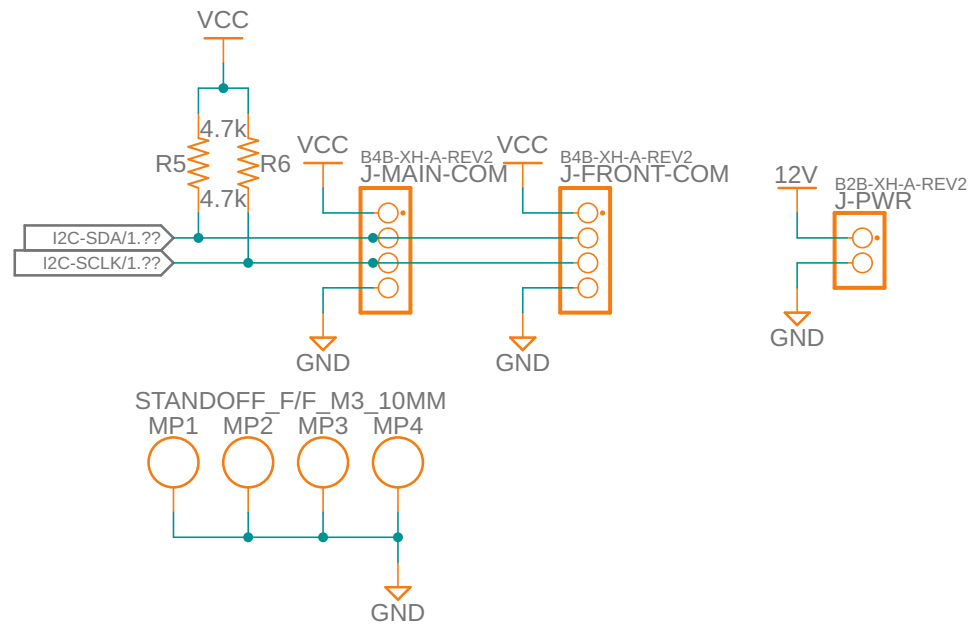 VCC
4.7k
R5
R6
4.7k
VCC
B4B-XH-A-REV2
J-MAIN-COM
VCC
B4B-XH-A-REV2
J-FRONT-COM
12V
B2B-XH-A-REV2
J-PWR
I2C-SDA/1.??
I2C-SCLK/1.??
GND
GND
GND
STANDOFF_F/F_M3_10MM
MP1 MP2 MP3 MP4
GND